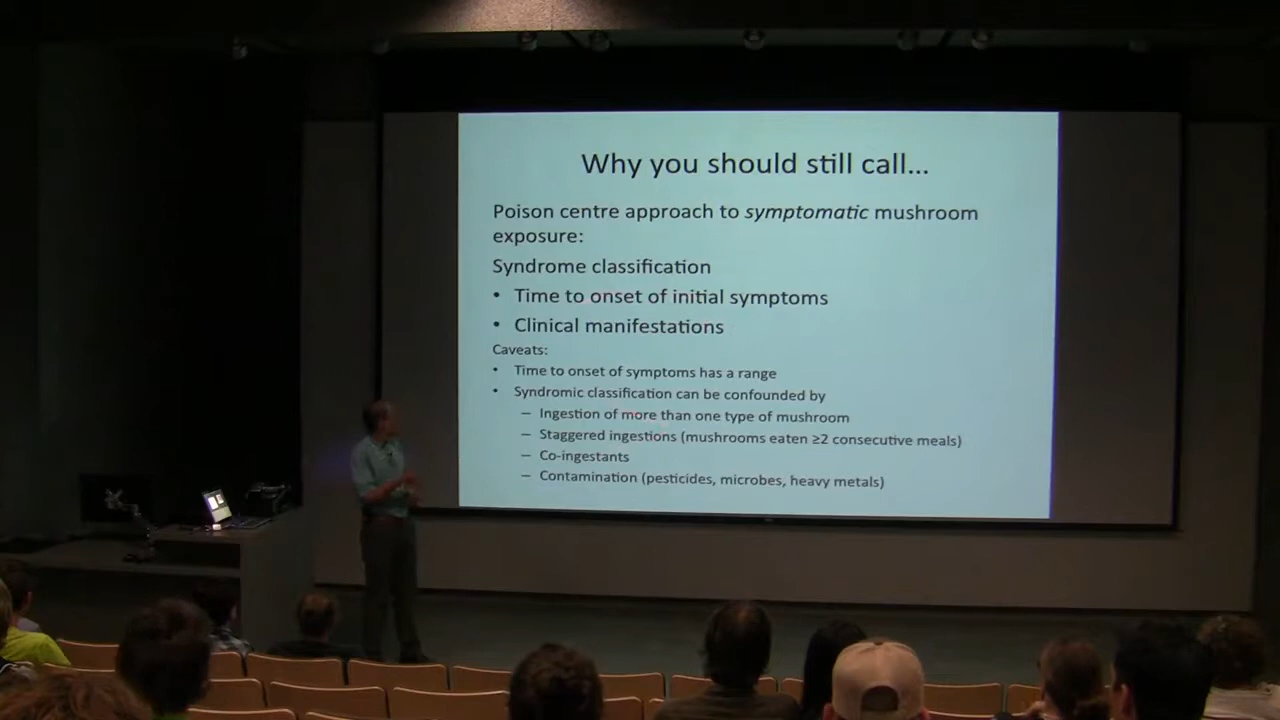 Why you should still call...
Poison centre approach to symptomatic mushroom
exposure:
Syndrome classification
• Time to onset of initial symptoms
• Clinical manifestations
Caveats:
• Time to onset of symptoms has a range
• Syndromic classification can be confounded by
– Ingestion of more than one type of mushroom
– Staggered ingestions (mushrooms eaten ≥2 consecutive meals)
– Co-ingestants
– Contamination (pesticides, microbes, heavy metals)